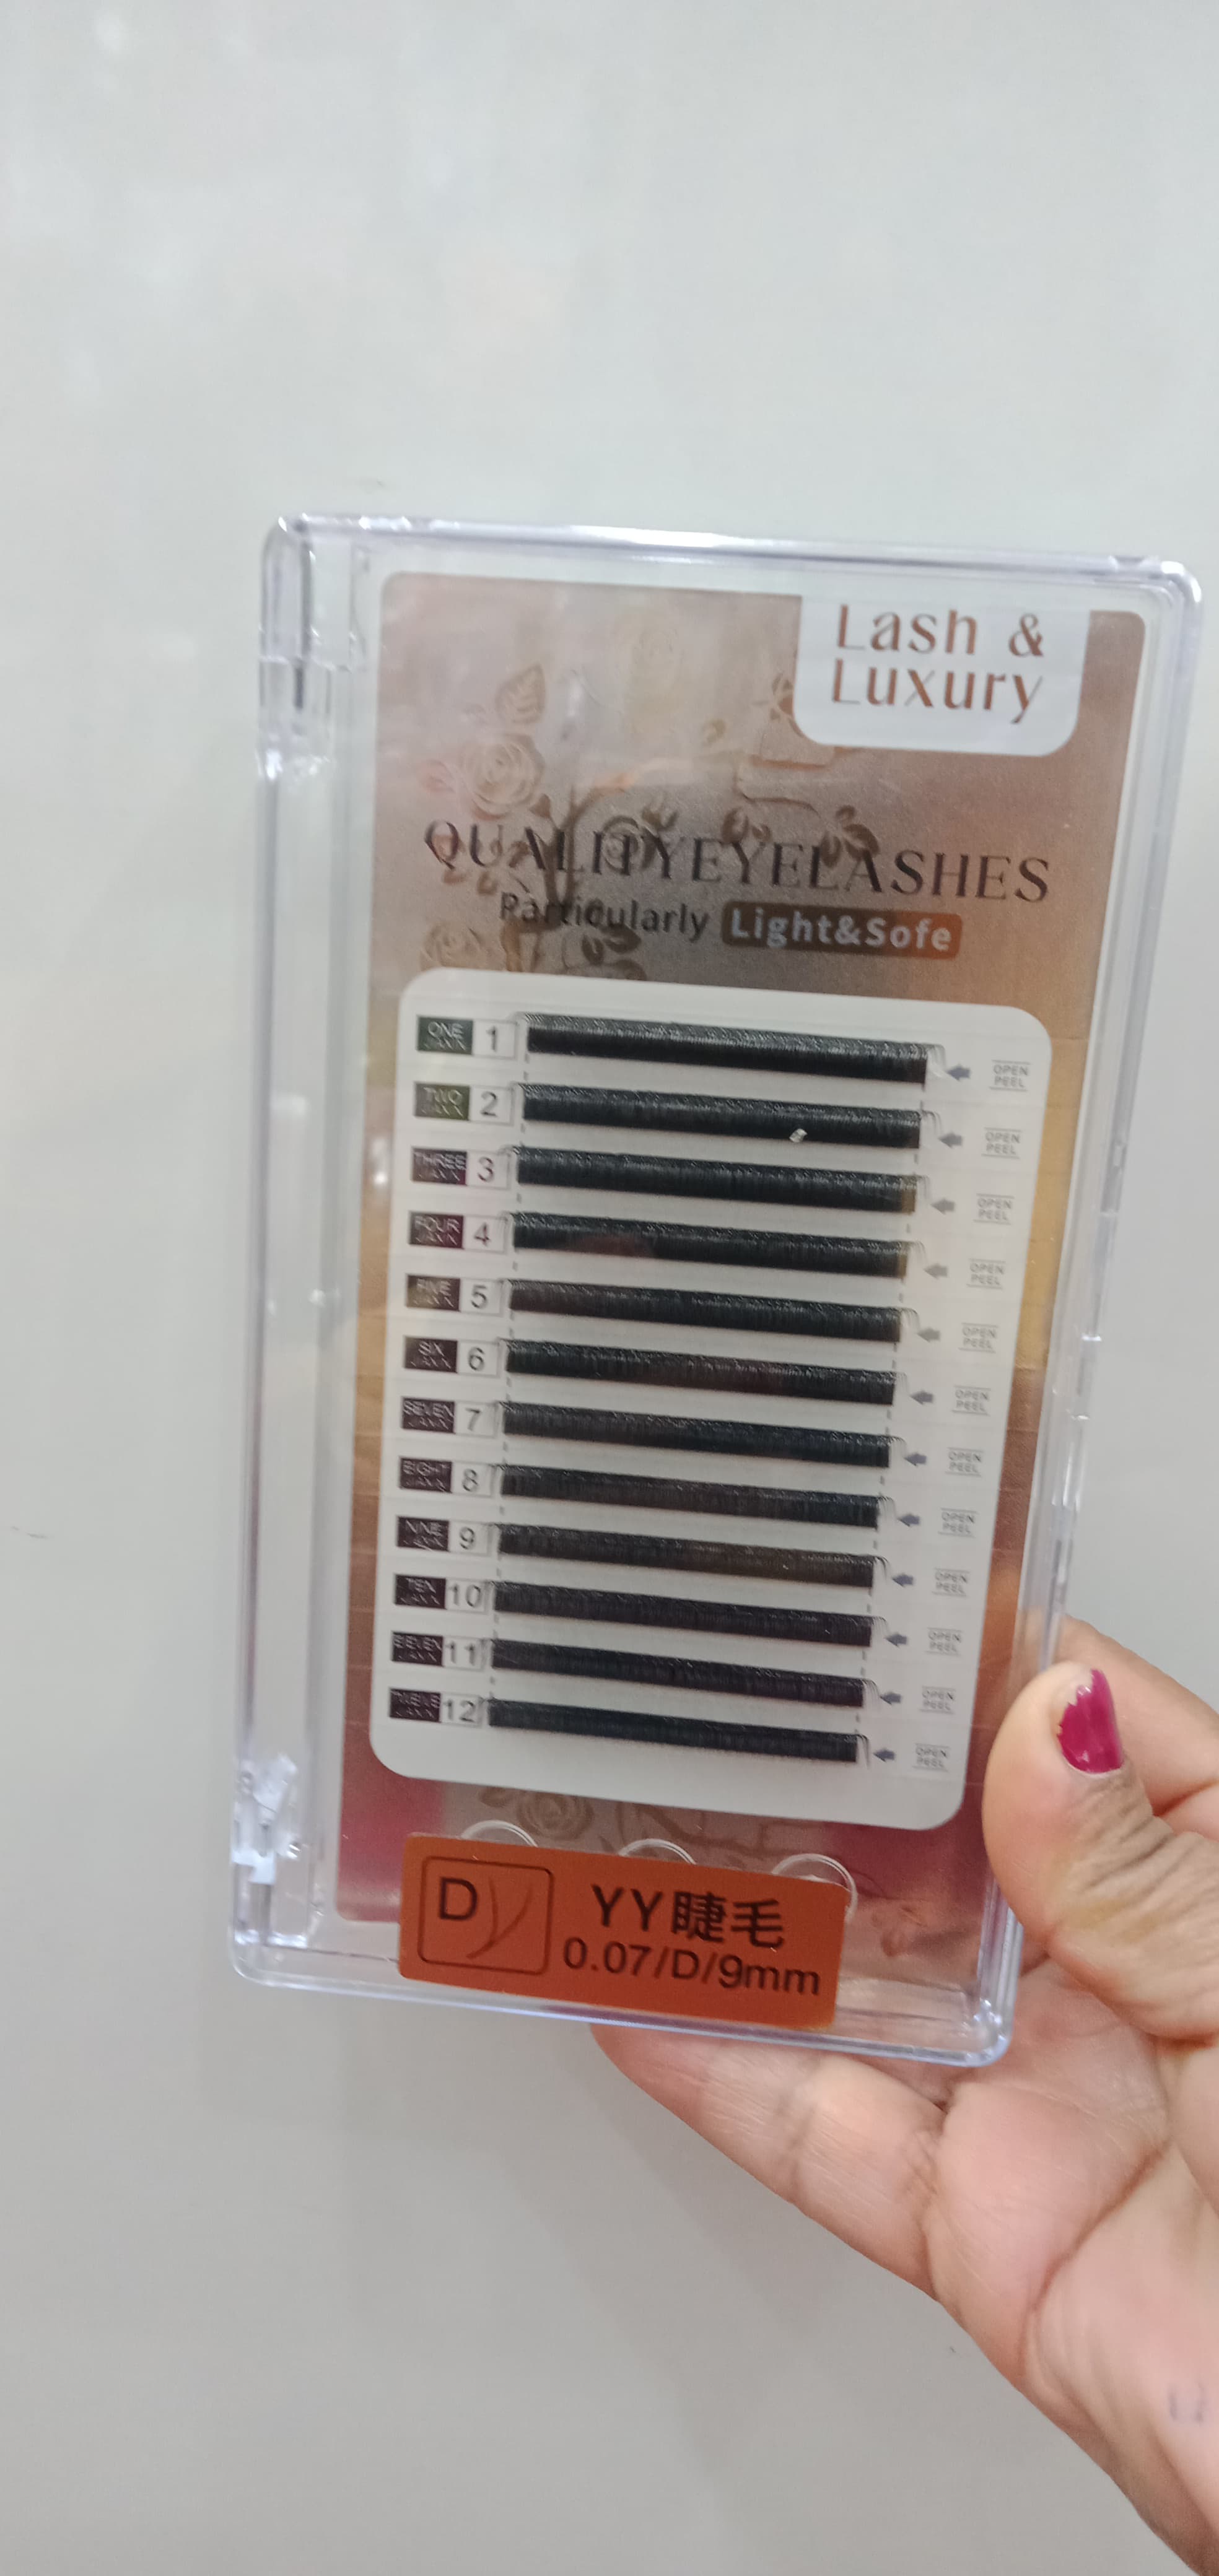 Lash &
Luxury
QUALITYEYELASHES
Particularly Light&Sofe
ONE 1 OPEN
PEEL
TWO 2 OPEN
PEEL
THREE 3 OPEN
PEEL
FOUR 4 OPEN
PEEL
FIVE 5 OPEN
PEEL
SIX 6 OPEN
PEEL
SEVEN 7 OPEN
PEEL
EIGHT 8 OPEN
PEEL
NINE 9 OPEN
PEEL
TEN 10 OPEN
PEEL
ELEVEN 11 OPEN
PEEL
TWELVE 12 OPEN
PEEL
D YY睫毛
0.07/D/9mm